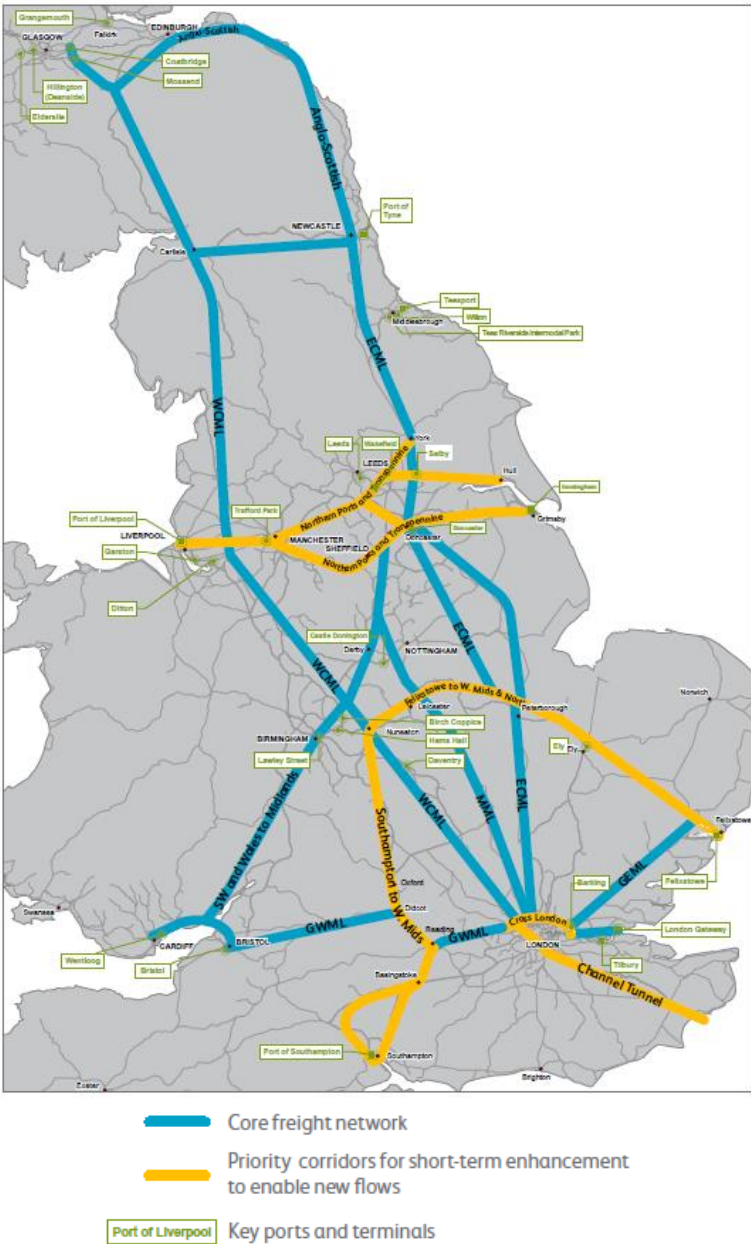 Grangemouth
EDINBURGH
Falkirk
GLASGOW
Anglo-Scottish
Coatbridge
Mossend
Hillington
(Deanside)
Elderslie
Anglo-Scottish
Port of
Tyne
NEWCASTLE
Carlisle
Teesport
Wilton
Middlesbrough
Tees Riverside Intermodal Park
ECML
WCML
York
Leeds
Wakefield
Selby
LEEDS
Hull
Northern Ports and Transpennine
Immingham
Trafford Park
Grimsby
Port of Liverpool
Doncaster
LIVERPOOL
MANCHESTER
Doncaster
Garston
SHEFFIELD
Northern Ports and Transpennine
Ditton
Castle Donington
ECML
Derby
NOTTINGHAM
WCML
Felixstowe to W. Mids & North
Norwich
Leicester
Peterborough
Birch Coppice
Nuneaton
BIRMINGHAM
Hams Hall
Ely
Ely
Lawley Street
Daventry
WCML
MML
ECML
Southampton to W. Mids
SW and Wales to Midlands
Felixstowe
GEML
Oxford
Barking
Felixstowe
Swansea
Didcot
GWML
Reading
GWML
Cross London
London Gateway
CARDIFF
BRISTOL
LONDON
Wentloog
Bristol
Tilbury
Basingstoke
Channel Tunnel
Port of Southampton
Southampton
Brighton
Exeter
Core freight network
Priority corridors for short-term enhancement
to enable new flows
Port of Liverpool
Key ports and terminals